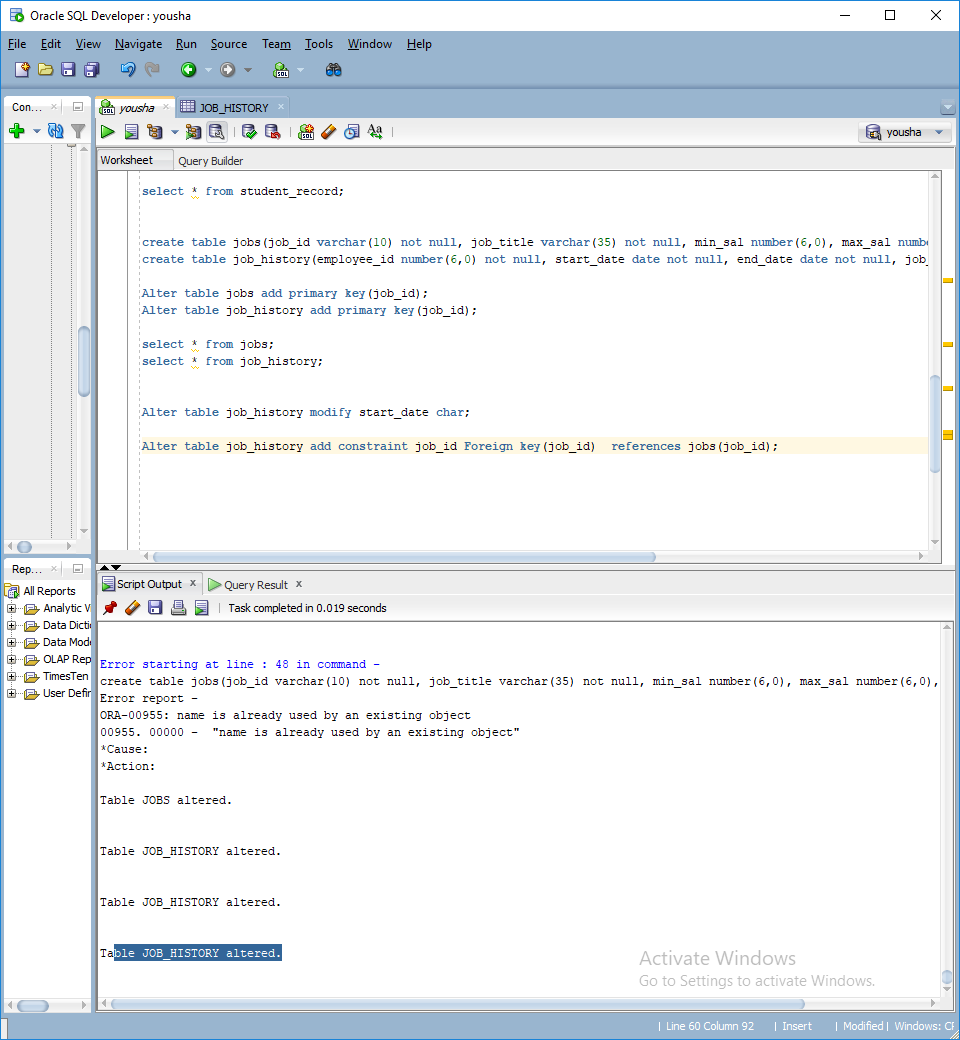 Oracle SQL Developer : yousha
File Edit View Navigate Run Source Team Tools Window Help
Con...
yousha
JOB_HISTORY
yousha
Worksheet
Query Builder
select * from student_record;
create table jobs(job_id varchar(10) not null, job_title varchar(35) not null, min_sal number(6,0), max_sal numbe
create table job_history(employee_id number(6,0) not null, start_date date not null, end_date date not null, job_
Alter table jobs add primary key(job_id);
Alter table job_history add primary key(job_id);
select * from jobs;
select * from job_history;
Alter table job_history modify start_date char;
Alter table job_history add constraint job_id Foreign key(job_id)  references jobs(job_id);
Rep...
All Reports
Analytic V
Data Dicti
Data Mode
OLAP Rep
TimesTen
User Defin
Script Output
Query Result
Task completed in 0.019 seconds
Error starting at line : 48 in command -
create table jobs(job_id varchar(10) not null, job_title varchar(35) not null, min_sal number(6,0), max_sal number(6,0),
Error report -
ORA-00955: name is already used by an existing object
00955. 00000 -  "name is already used by an existing object"
*Cause:
*Action:
Table JOBS altered.
Table JOB_HISTORY altered.
Table JOB_HISTORY altered.
Table JOB_HISTORY altered.
Activate Windows
Go to Settings to activate Windows.
| Line 60 Column 92 | Insert | Modified | Windows: CF